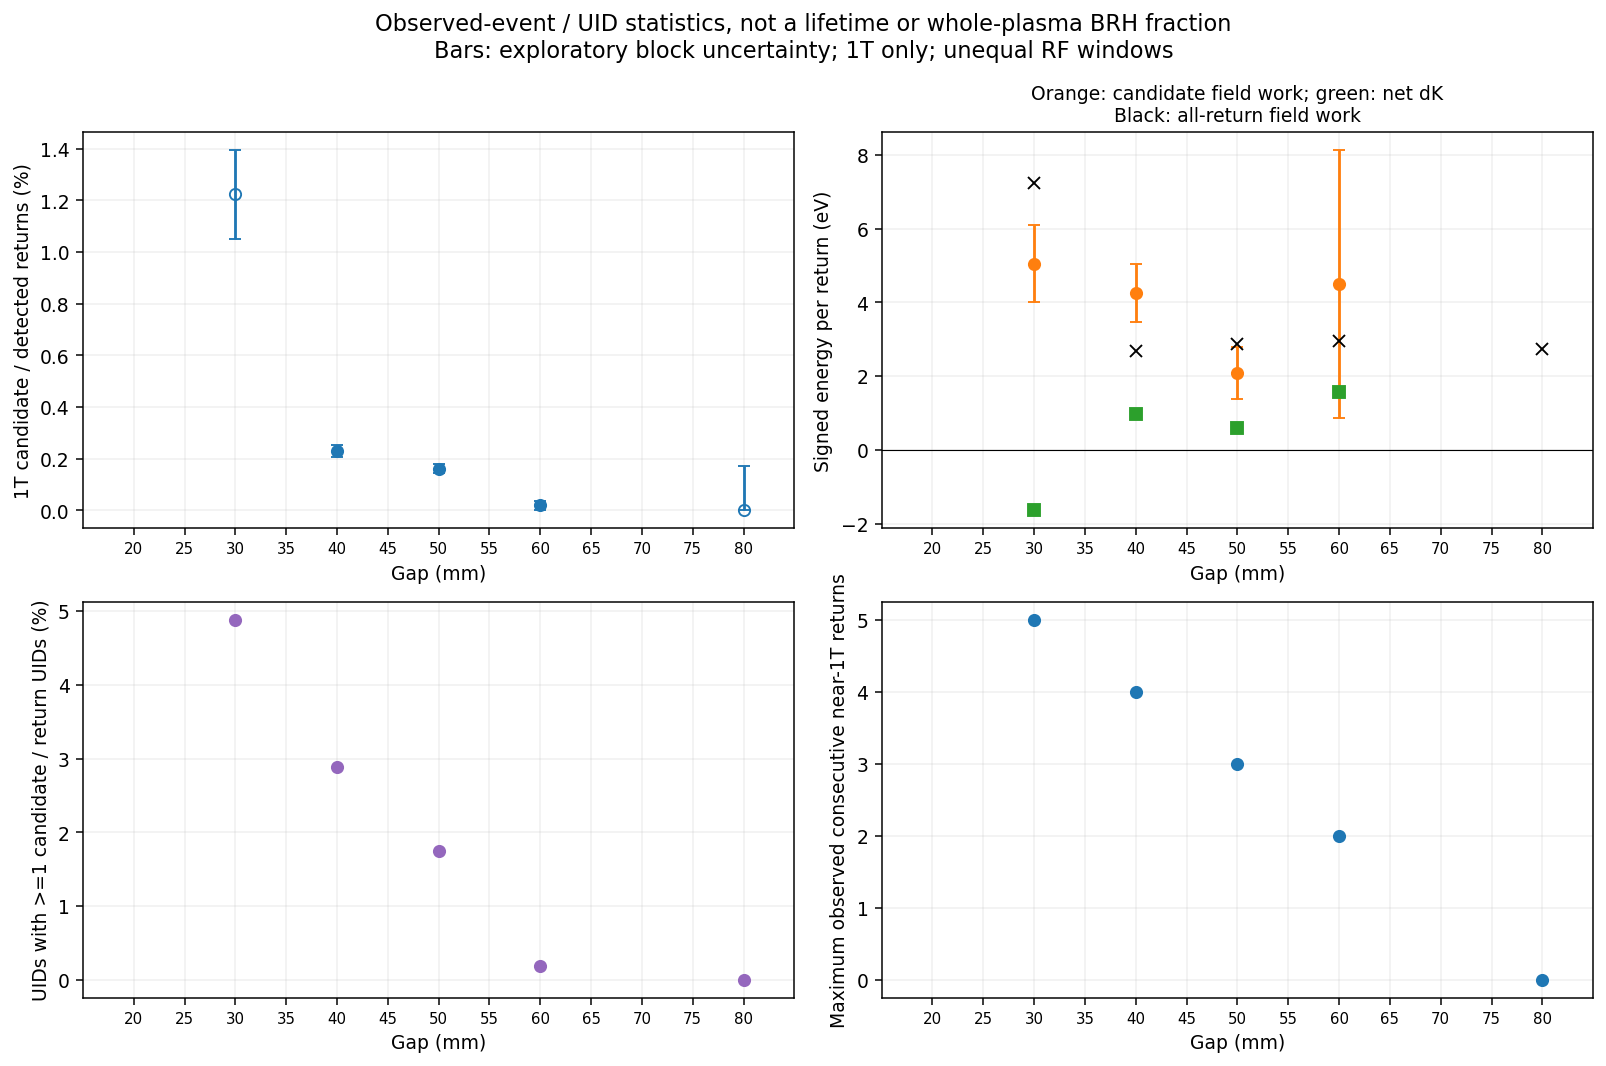 Observed-event / UID statistics, not a lifetime or whole-plasma BRH fraction
Bars: exploratory block uncertainty; 1T only; unequal RF windows
1T candidate / detected returns (%)
1.4
1.2
1.0
0.8
0.6
0.4
0.2
0.0
20 25 30 35 40 45 50 55 60 65 70 75 80
Gap (mm)
Orange: candidate field work; green: net dK
Black: all-return field work
Signed energy per return (eV)
8
6
4
2
0
−2
20 25 30 35 40 45 50 55 60 65 70 75 80
Gap (mm)
UIDs with >=1 candidate / return UIDs (%)
5
4
3
2
1
0
20 25 30 35 40 45 50 55 60 65 70 75 80
Gap (mm)
Maximum observed consecutive near-1T returns
5
4
3
2
1
0
20 25 30 35 40 45 50 55 60 65 70 75 80
Gap (mm)